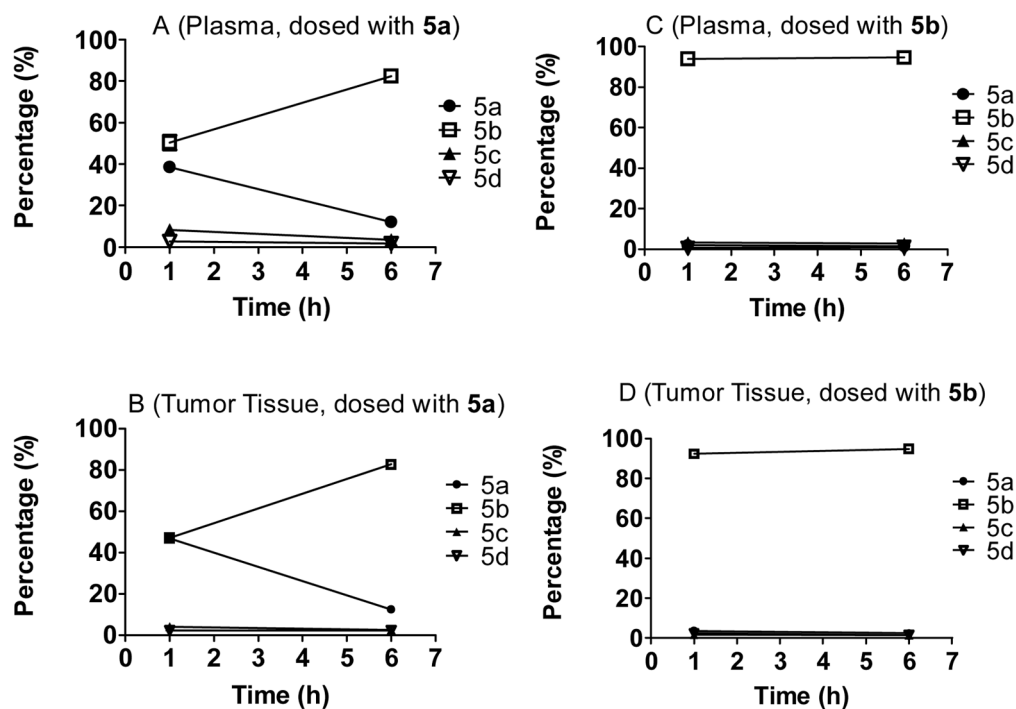 A (Plasma, dosed with 5a)
Percentage (%)
100
80
60
40
20
0
0 1 2 3 4 5 6 7
Time (h)
5a
5b
5c
5d
C (Plasma, dosed with 5b)
Percentage (%)
100
80
60
40
20
0
0 1 2 3 4 5 6 7
Time (h)
5a
5b
5c
5d
B (Tumor Tissue, dosed with 5a)
Percentage (%)
100
80
60
40
20
0
0 1 2 3 4 5 6 7
Time (h)
5a
5b
5c
5d
D (Tumor Tissue, dosed with 5b)
Percentage (%)
100
80
60
40
20
0
0 1 2 3 4 5 6 7
Time (h)
5a
5b
5c
5d